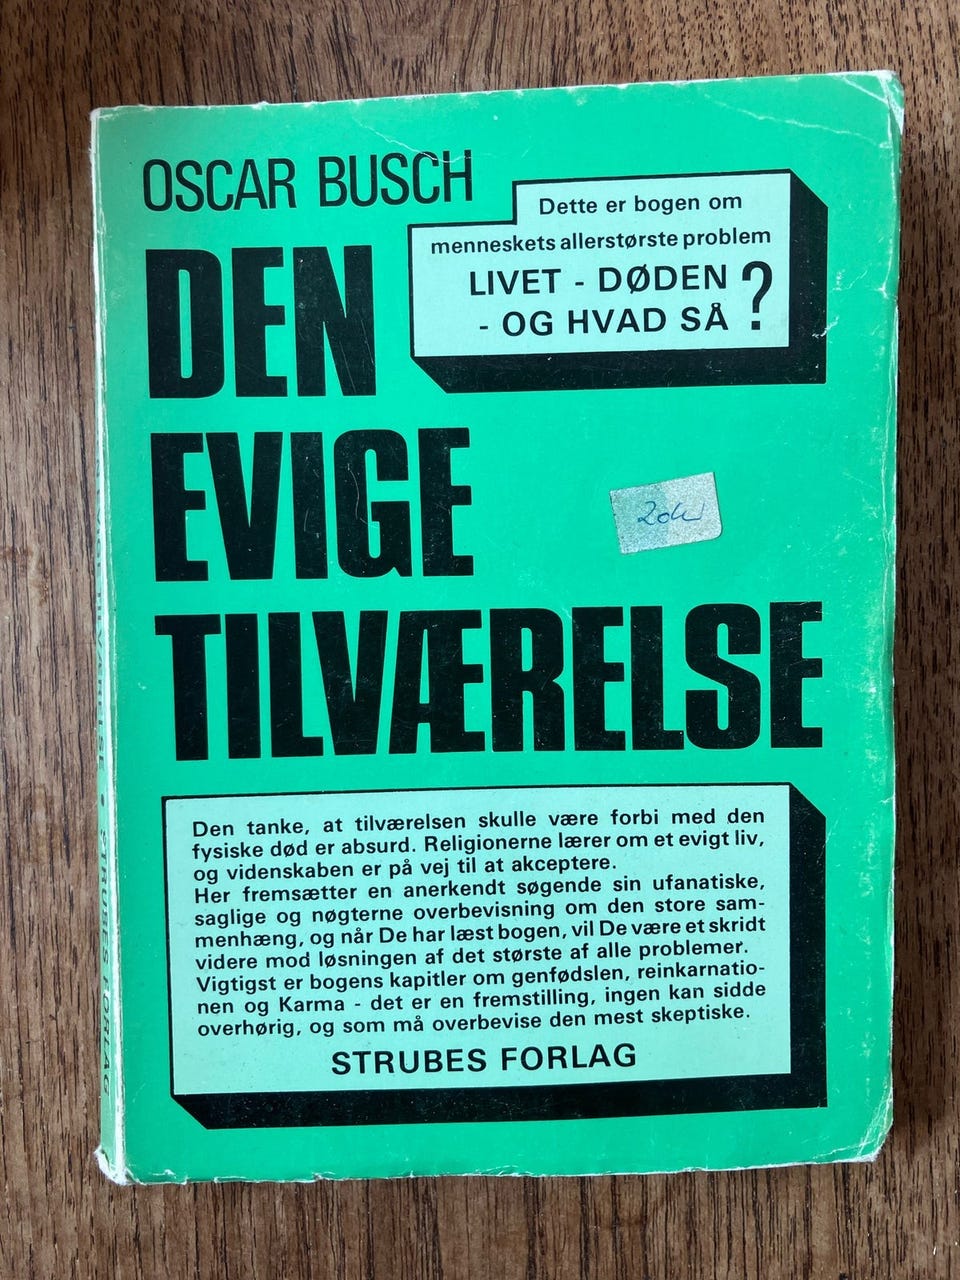 OSCAR BUSCH
Dette er bogen om
menneskets allerstørste problem
LIVET - DØDEN
- OG HVAD SÅ ?
DEN
EVIGE
TILVÆRELSE
Den tanke, at tilværelsen skulle være forbi med den
fysiske død er absurd. Religionerne lærer om et evigt liv,
og videnskaben er på vej til at akceptere.
Her fremsætter en anerkendt søgende sin ufanatiske,
saglige og nøgterne overbevisning om den store sam-
menhæng, og når De har læst bogen, vil De være et skridt
videre mod løsningen af det største af alle problemer.
Vigtigst er bogens kapitler om genfødslen, reinkarnatio-
nen og Karma - det er en fremstilling, ingen kan sidde
overhørig, og som må overbevise den mest skeptiske.
STRUBES FORLAG
TILVÆRELSE • STRUBES FORLAG